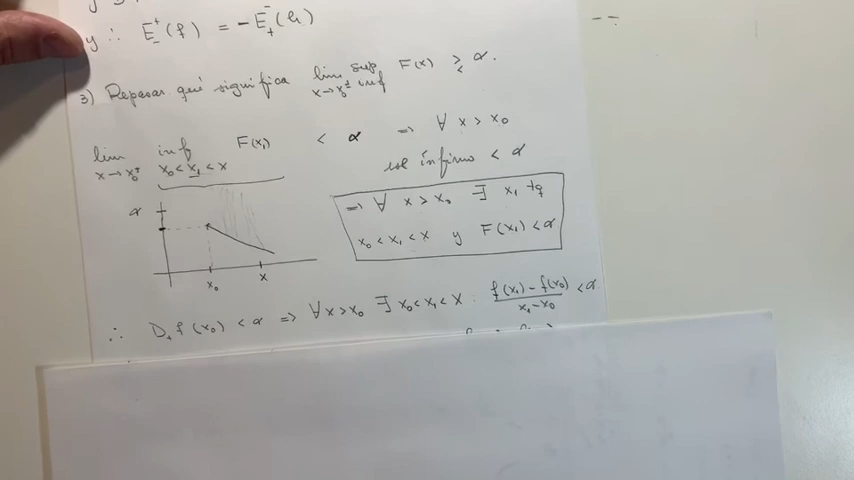 y ∴ E₋⁺(f) = −E₊⁻(h)
3) Repasar qué significa lim sup inf x→x₀± F(x) ≷ α.
lim x→x₀⁺ inf x₀<x₁<x F(x₁) < α ⇒ ∀ x > x₀
ese ínfimo < α
⇒ ∀ x > x₀ ∃ x₁ tq
x₀ < x₁ < x y F(x₁) < α
α
x₀ x
∴ D₊f(x₀) < α ⇒ ∀x>x₀ ∃ x₀<x₁<x : f(x₁) − f(x₀) / x₁−x₀ < α